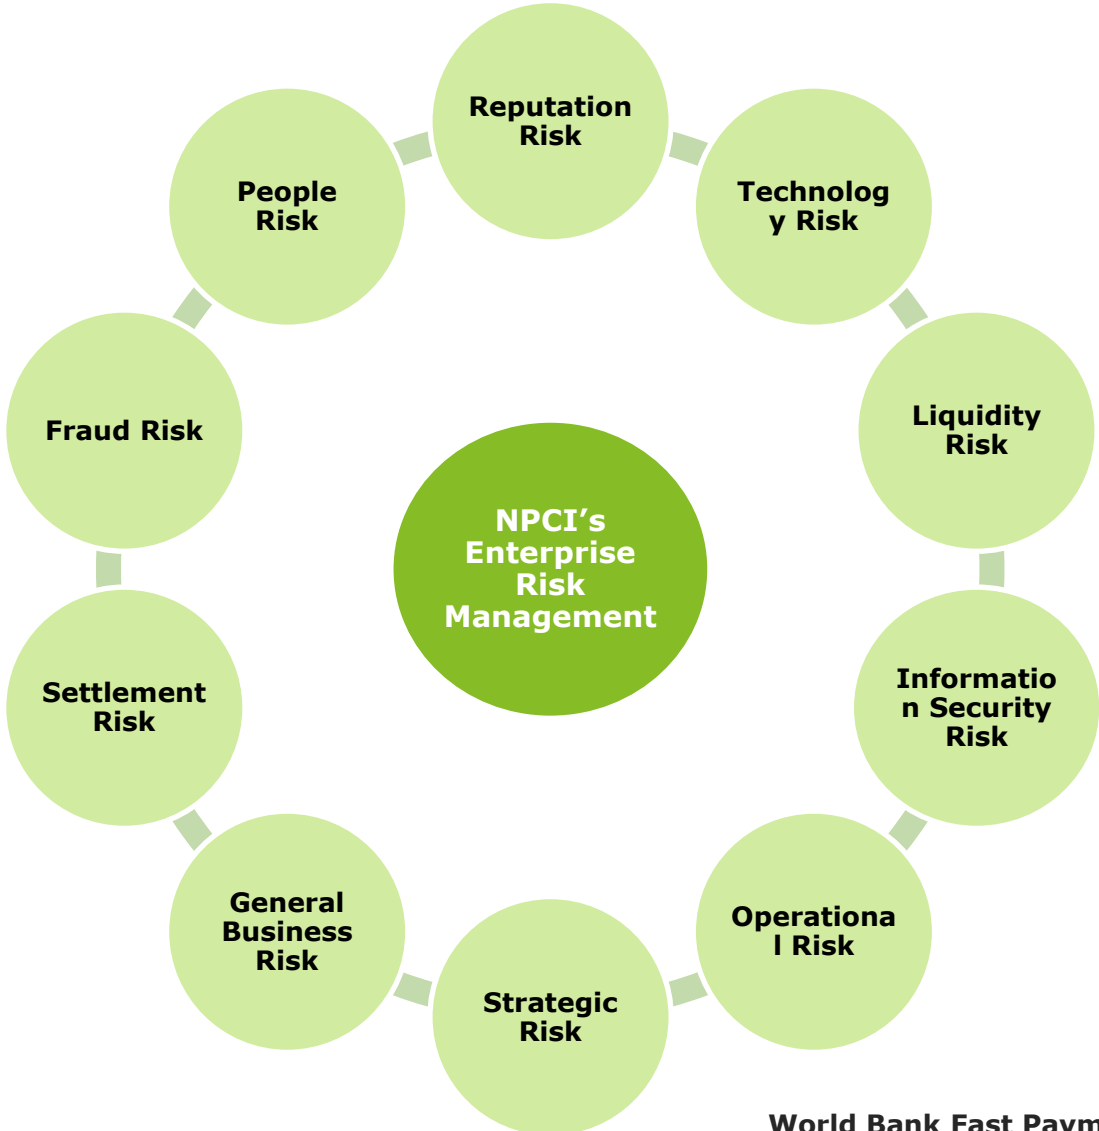 Reputation
Risk
Technolog
y Risk
Liquidity
Risk
Informatio
n Security
Risk
Operationa
l Risk
Strategic
Risk
General
Business
Risk
Settlement
Risk
Fraud Risk
People
Risk
NPCI’s
Enterprise
Risk
Management
World Bank Fast Paym